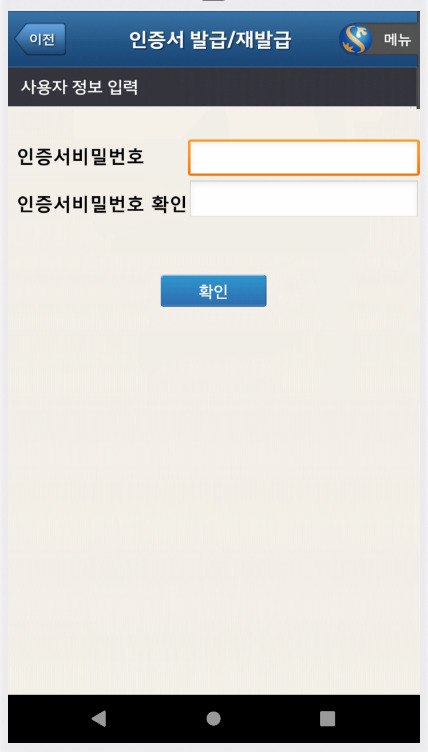 이전 인증서 발급/재발급 메뉴
사용자 정보 입력
인증서비밀번호
인증서비밀번호 확인
확인